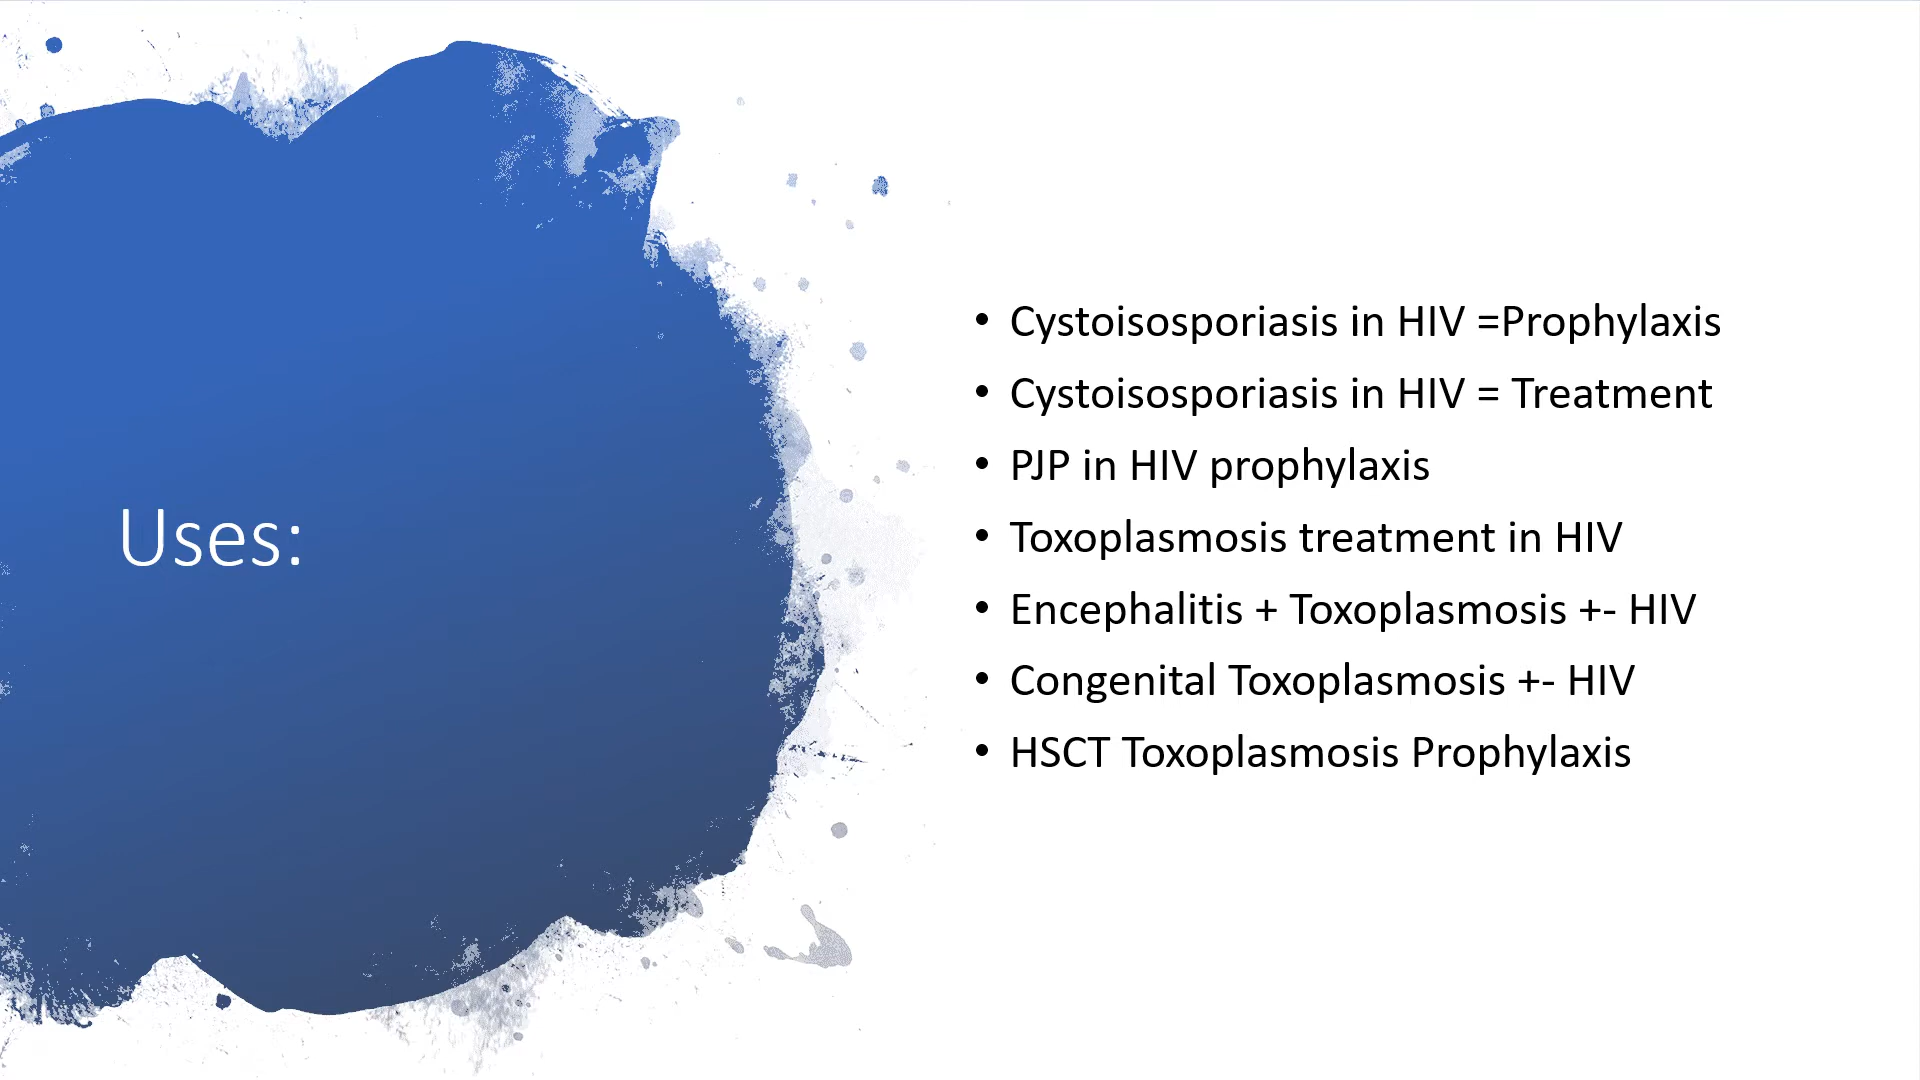 Uses:
• Cystoisosporiasis in HIV =Prophylaxis
• Cystoisosporiasis in HIV = Treatment
• PJP in HIV prophylaxis
• Toxoplasmosis treatment in HIV
• Encephalitis + Toxoplasmosis +- HIV
• Congenital Toxoplasmosis +- HIV
• HSCT Toxoplasmosis Prophylaxis